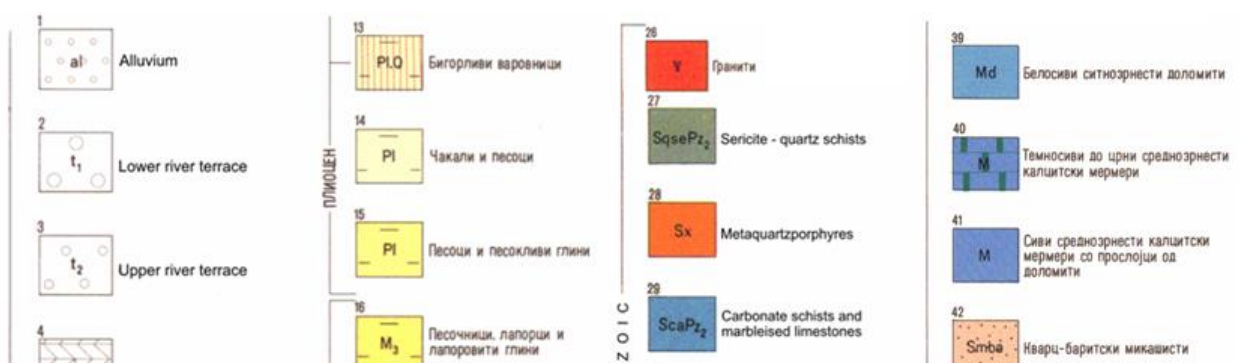 1
al
Alluvium
2
t1
Lower river terrace
3
t2
Upper river terrace
4
ПЛИОЦЕН
13
PLQ
Бигорливи варовници
14
Pl
Чакали и песоци
15
Pl
Песоци и песокливи глини
16
M3
Песочници, лапорци и
лапоровити глини
ZOIC
26
γ
Гранити
27
SqsePz2
Sericite - quartz schists
28
Sx
Metaquartzporphyres
29
ScaPz2
Carbonate schists and
marbleised limestones
39
Md
Белосиви ситнозрнести доломити
40
M
Темносиви до црни среднозрнести
калцитски мермери
41
M
Сиви среднозрнести калцитски
мермери со прослојци од
доломити
42
Smba
Кварц-баритски микашисти